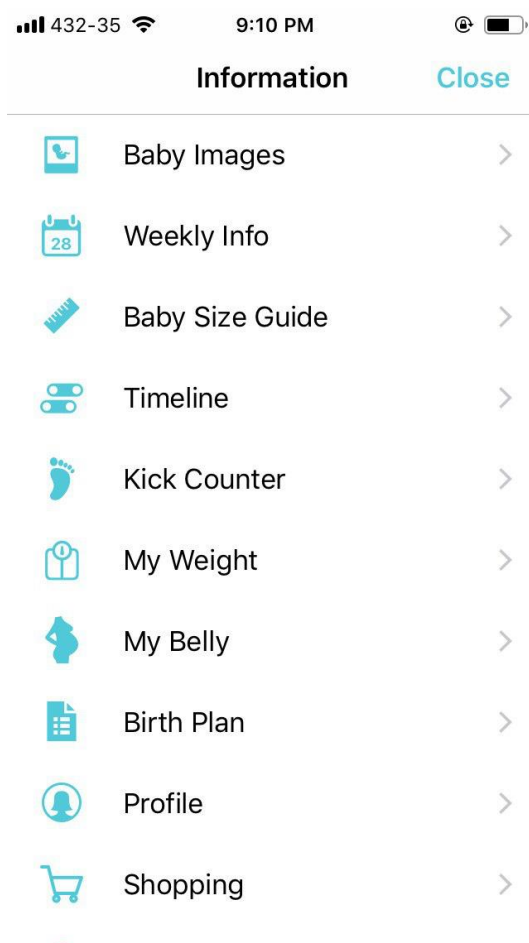 432-35 9:10 PM
Information Close
Baby Images
28
Weekly Info
Baby Size Guide
Timeline
Kick Counter
My Weight
My Belly
Birth Plan
Profile
Shopping